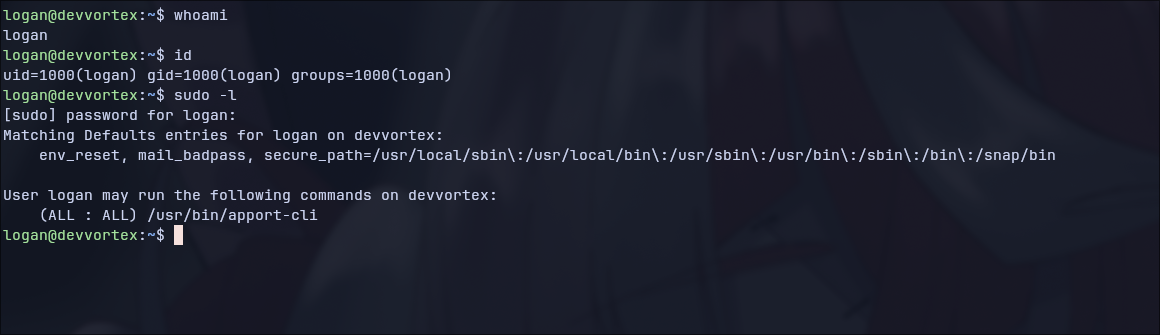 logan@devvortex:~$ whoami
logan
logan@devvortex:~$ id
uid=1000(logan) gid=1000(logan) groups=1000(logan)
logan@devvortex:~$ sudo -l
[sudo] password for logan:
Matching Defaults entries for logan on devvortex:
    env_reset, mail_badpass, secure_path=/usr/local/sbin\:/usr/local/bin\:/usr/sbin\:/usr/bin\:/sbin\:/bin\:/snap/bin

User logan may run the following commands on devvortex:
    (ALL : ALL) /usr/bin/apport-cli
logan@devvortex:~$